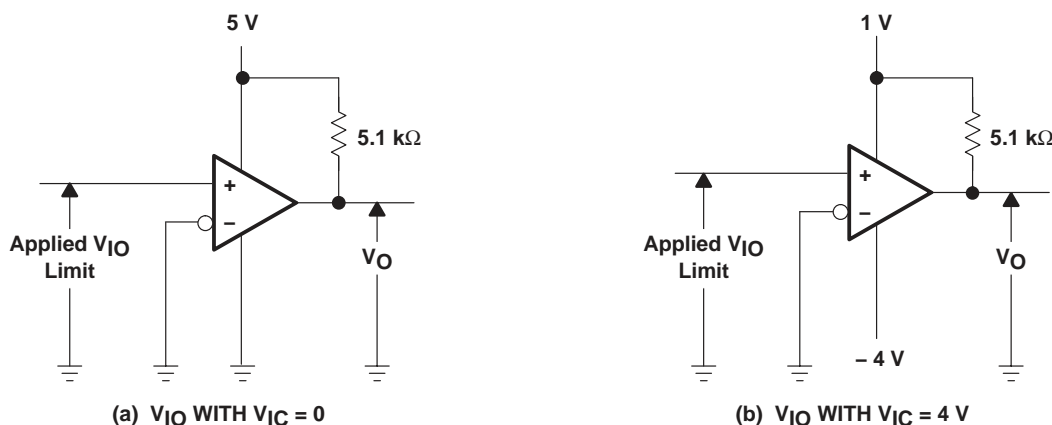 5 V
5.1 kΩ
+
−
Applied VIO
Limit
VO
(a) VIO WITH VIC = 0
1 V
5.1 kΩ
+
−
Applied VIO
Limit
VO
– 4 V
(b) VIO WITH VIC = 4 V